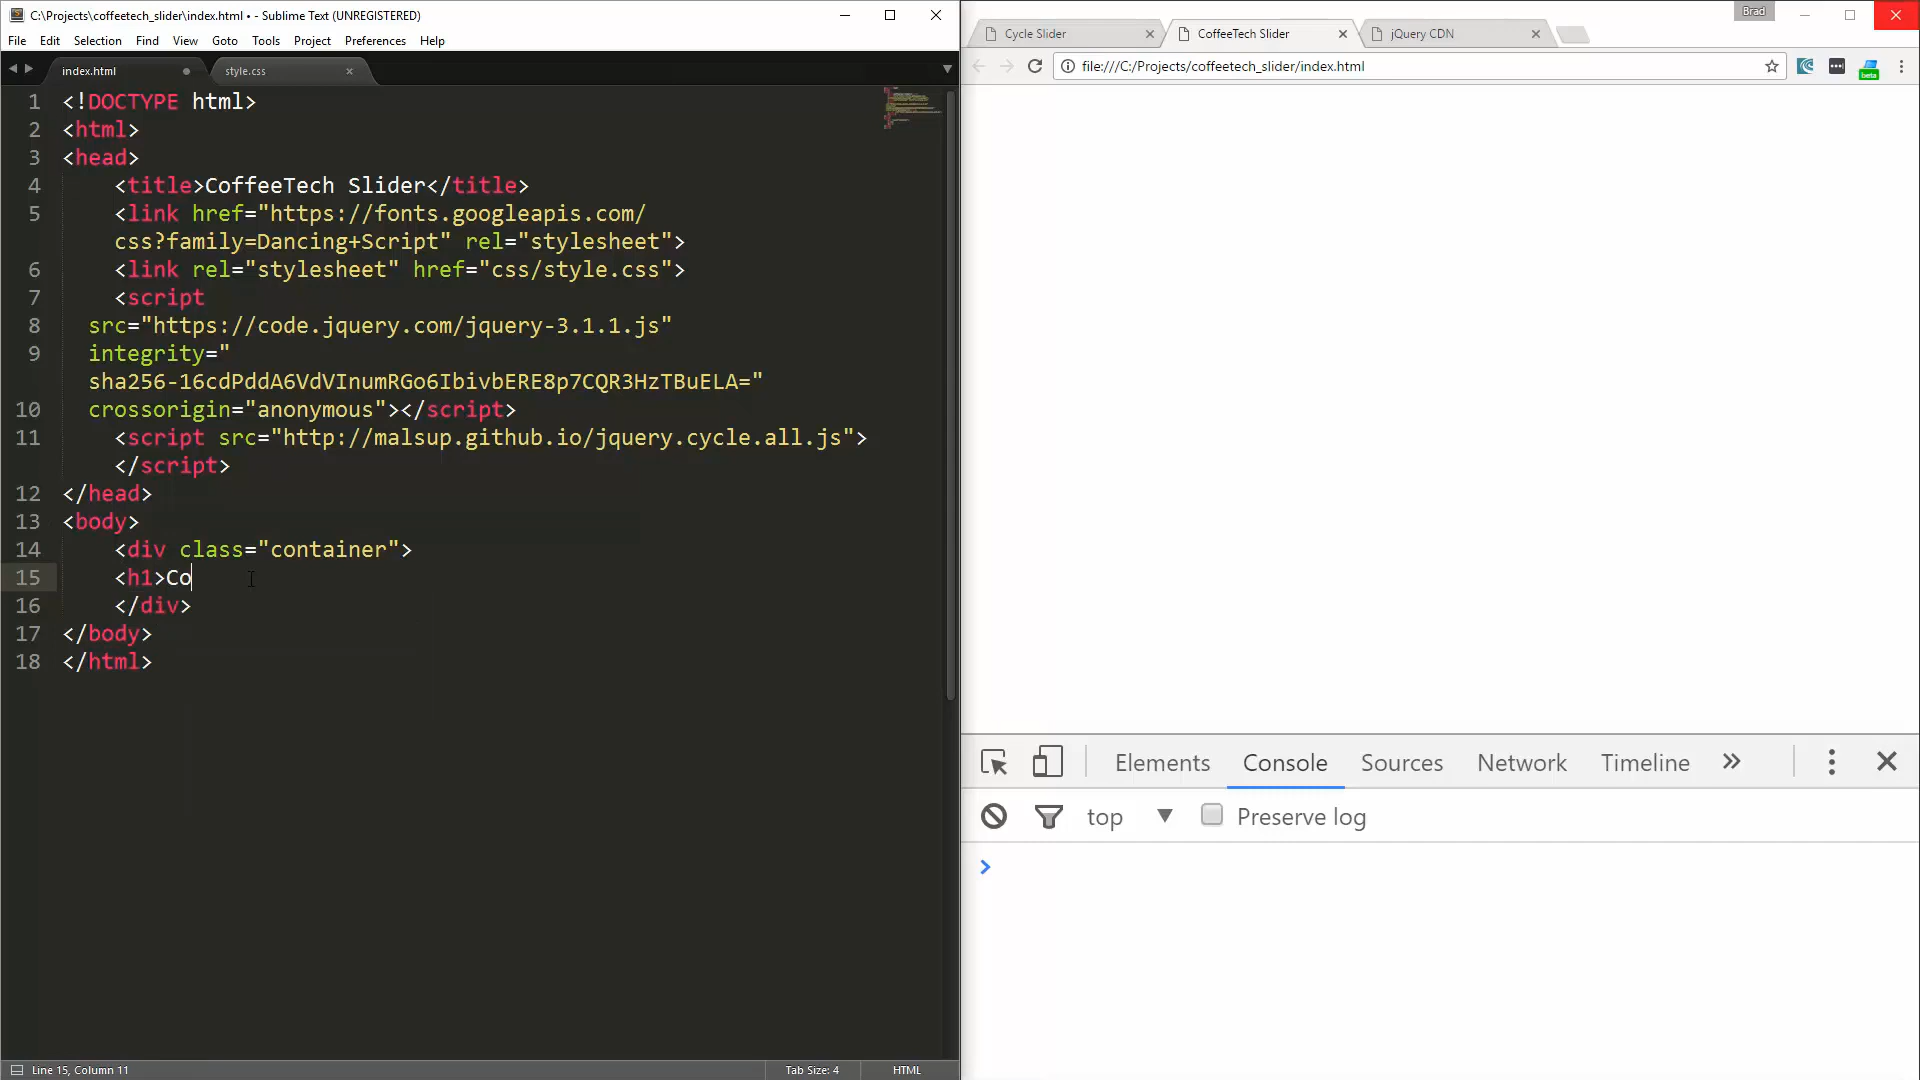 C:\Projects\coffeetech_slider\index.html • - Sublime Text (UNREGISTERED)
File Edit Selection Find View Goto Tools Project Preferences Help
index.html
style.css
1 <!DOCTYPE html>
2 <html>
3 <head>
4 <title>CoffeeTech Slider</title>
5 <link href="https://fonts.googleapis.com/
css?family=Dancing+Script" rel="stylesheet">
6 <link rel="stylesheet" href="css/style.css">
7 <script
8 src="https://code.jquery.com/jquery-3.1.1.js"
9 integrity="
sha256-16cdPddA6VdVInumRGo6IbivbERE8p7CQR3HzTBuELA="
10 crossorigin="anonymous"></script>
11 <script src="http://malsup.github.io/jquery.cycle.all.js">
</script>
12 </head>
13 <body>
14 <div class="container">
15 <h1>Co
16 </div>
17 </body>
18 </html>
Line 15, Column 11
Tab Size: 4
HTML
Brad
Cycle Slider
CoffeeTech Slider
jQuery CDN
file:///C:/Projects/coffeetech_slider/index.html
beta
Elements Console Sources Network Timeline
top
Preserve log